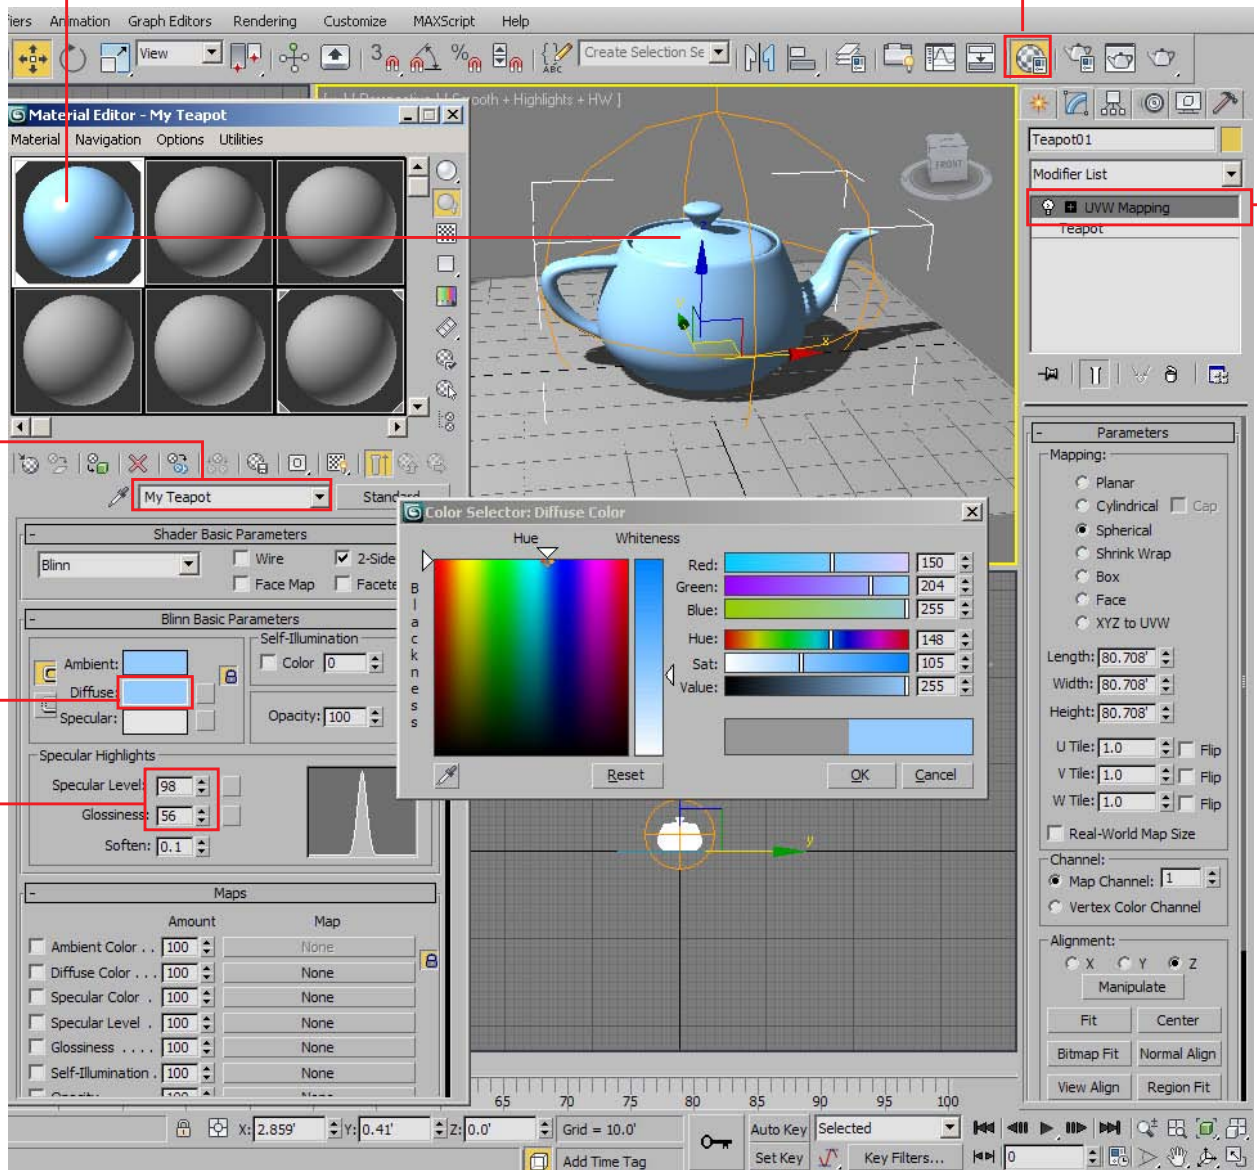 iers Animation Graph Editors Rendering Customize MAXScript Help
View
3
%
ABC
Create Selection Se
Smooth + Highlights + HW ]
Material Editor - My Teapot
Material Navigation Options Utilities
FRONT
Teapot01
Modifier List
UVW Mapping
Teapot
x
My Teapot
Standard
Shader Basic Parameters
Blinn
Wire
2-Side
Face Map
Facete
Blinn Basic Parameters
Ambient:
Diffuse:
Specular:
Self-Illumination
Color 0
Opacity: 100
Specular Highlights
Specular Level: 98
Glossiness: 56
Soften: 0.1
Maps
Amount Map
Ambient Color . . 100 None
Diffuse Color . . . 100 None
Specular Color . 100 None
Specular Level . 100 None
Glossiness . . . . 100 None
Self-Illumination . 100 None
Color Selector: Diffuse Color
Hue Whiteness
Blackness
Red: 150
Green: 204
Blue: 255
Hue: 148
Sat: 105
Value: 255
Reset
OK
Cancel
y
Parameters
Mapping:
Planar
Cylindrical Cap
Spherical
Shrink Wrap
Box
Face
XYZ to UVW
Length: 80.708'
Width: 80.708'
Height: 80.708'
U Tile: 1.0 Flip
V Tile: 1.0 Flip
W Tile: 1.0 Flip
Real-World Map Size
Channel:
Map Channel: 1
Vertex Color Channel
Alignment:
X Y Z
Manipulate
Fit Center
Bitmap Fit Normal Align
View Align Region Fit
65 70 75 80 85 90 95 100
X: 2.859' Y: 0.41' Z: 0.0' Grid = 10.0'
Auto Key Selected
Add Time Tag
Set Key Key Filters... 0